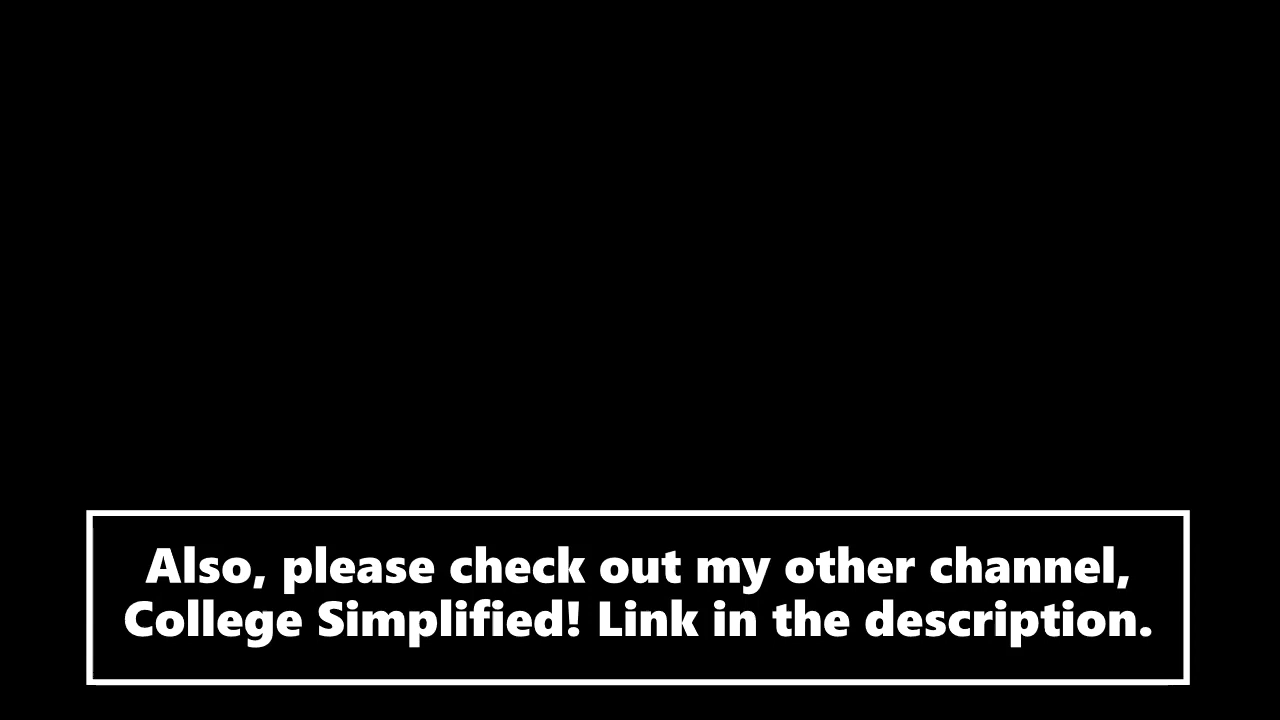 Also, please check out my other channel,
College Simplified! Link in the description.